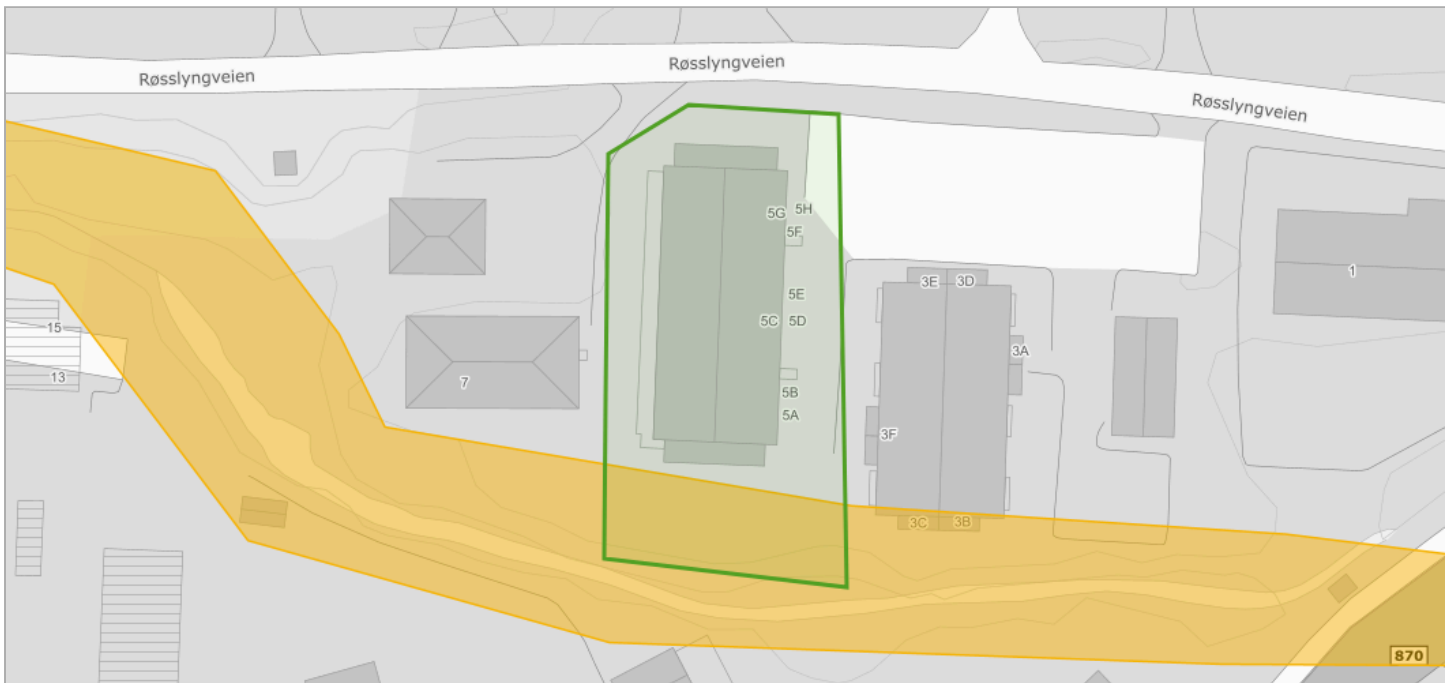 Røsslyngveien
Røsslyngveien
Røsslyngveien
5G 5H
5F
5E
5C 5D
5B
5A
3E 3D
1
15
13
7
3A
3F
3C 3B
870